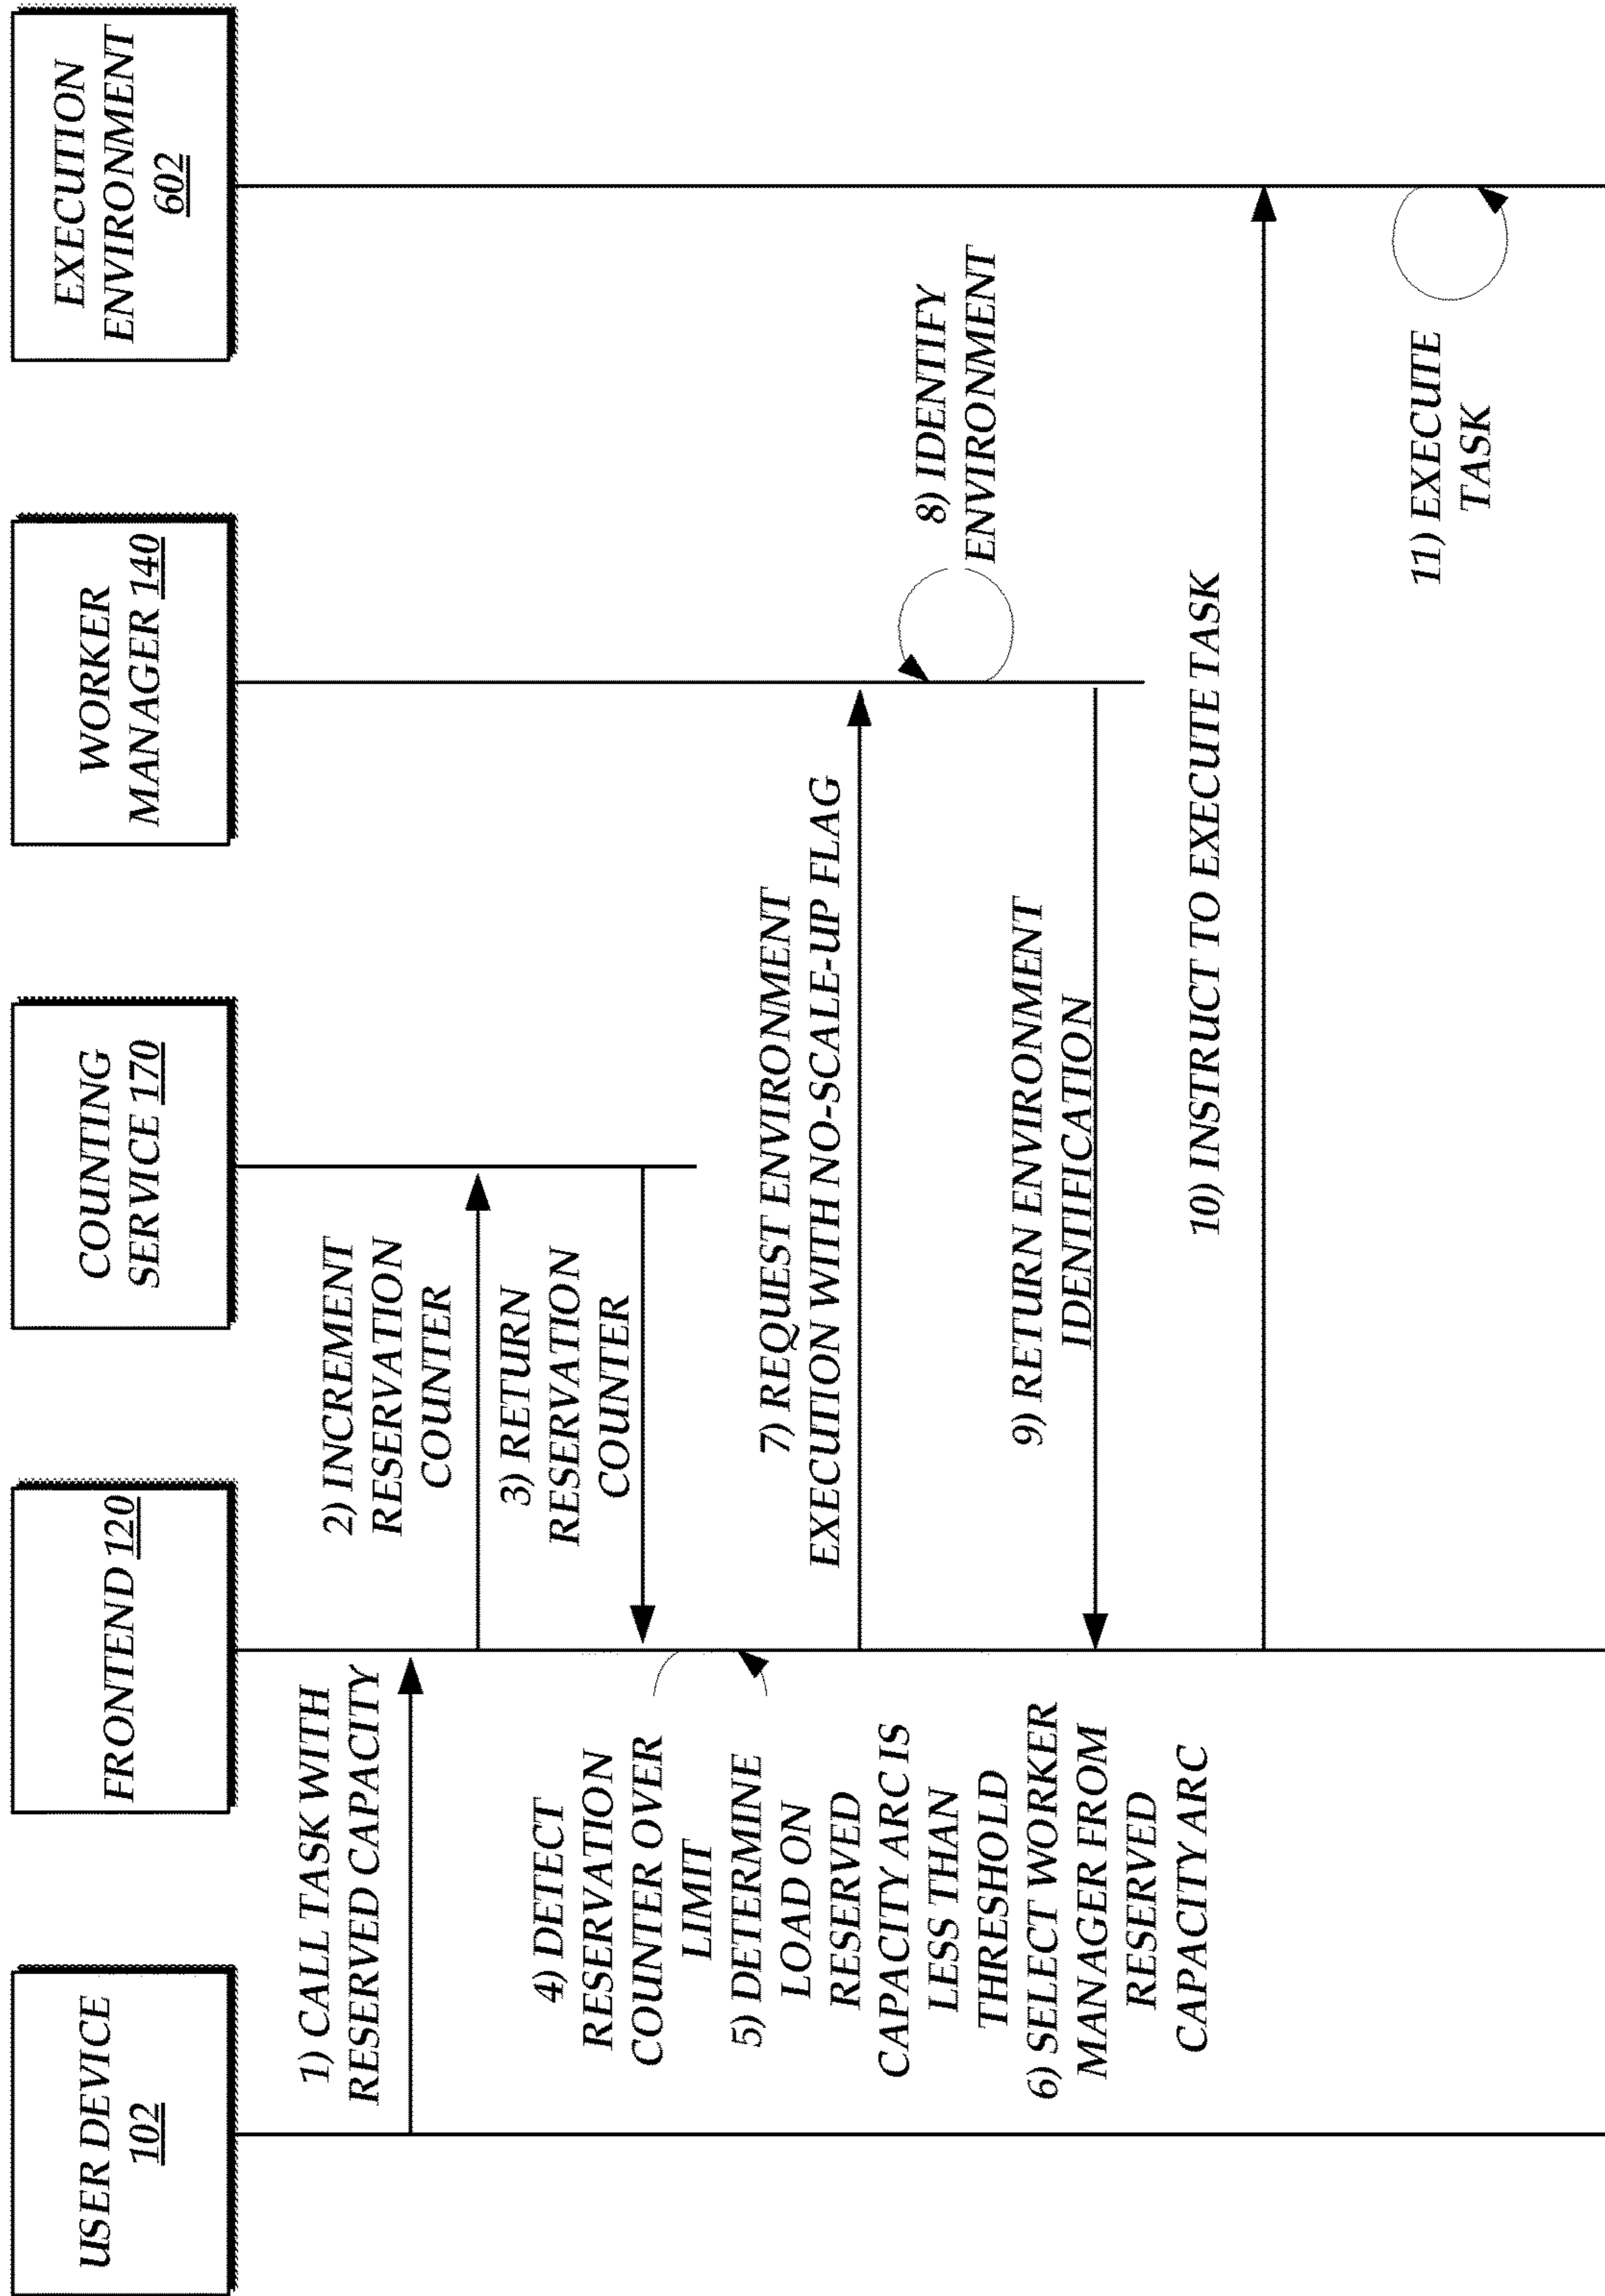 USER DEVICE
102
FRONTEND 120
COUNTING
SERVICE 170
WORKER
MANAGER 140
EXECUTION
ENVIRONMENT
602
1) CALL TASK WITH
RESERVED CAPACITY
2) INCREMENT
RESERVATION
COUNTER
3) RETURN
RESERVATION
COUNTER
4) DETECT
RESERVATION
COUNTER OVER
LIMIT
5) DETERMINE
LOAD ON
RESERVED
CAPACITY ARC IS
LESS THAN
THRESHOLD
6) SELECT WORKER
MANAGER FROM
RESERVED
CAPACITY ARC
7) REQUEST ENVIRONMENT
EXECUTION WITH NO-SCALE-UP FLAG
8) IDENTIFY
ENVIRONMENT
9) RETURN ENVIRONMENT
IDENTIFICATION
10) INSTRUCT TO EXECUTE TASK
11) EXECUTE
TASK